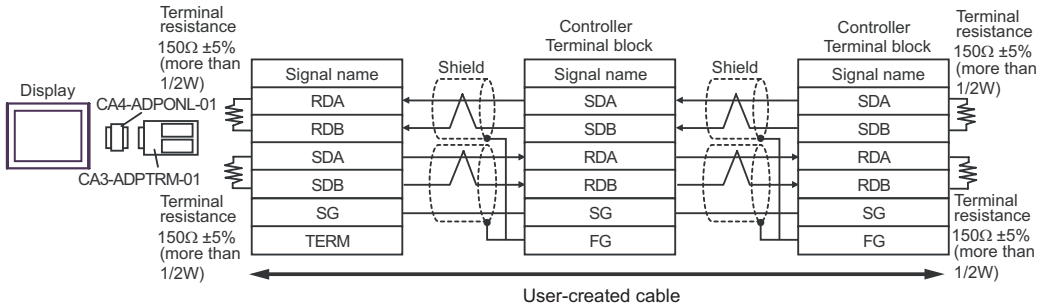 Terminal
resistance
150Ω ±5%
(more than
1/2W)
Display
CA4-ADPONL-01
CA3-ADPTRM-01
Terminal
resistance
150Ω ±5%
(more than
1/2W)
Signal name
RDA
RDB
SDA
SDB
SG
TERM
Shield
Controller
Terminal block
Signal name
SDA
SDB
RDA
RDB
SG
FG
Shield
Controller
Terminal block
Signal name
SDA
SDB
RDA
RDB
SG
FG
Terminal
resistance
150Ω ±5%
(more than
1/2W)
Terminal
resistance
150Ω ±5%
(more than
1/2W)
User-created cable